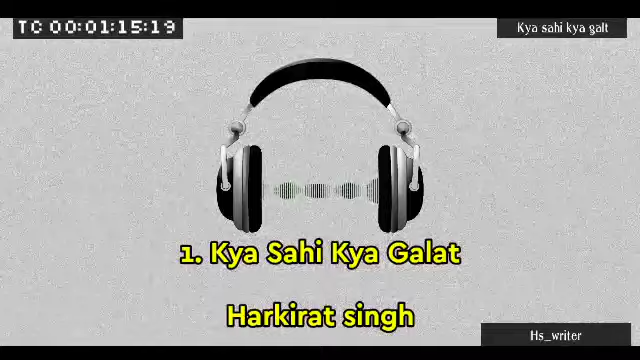 TC 00:01:15:19
Kya sahi kya galt
1. Kya Sahi Kya Galat
Harkirat singh
Hs_writer